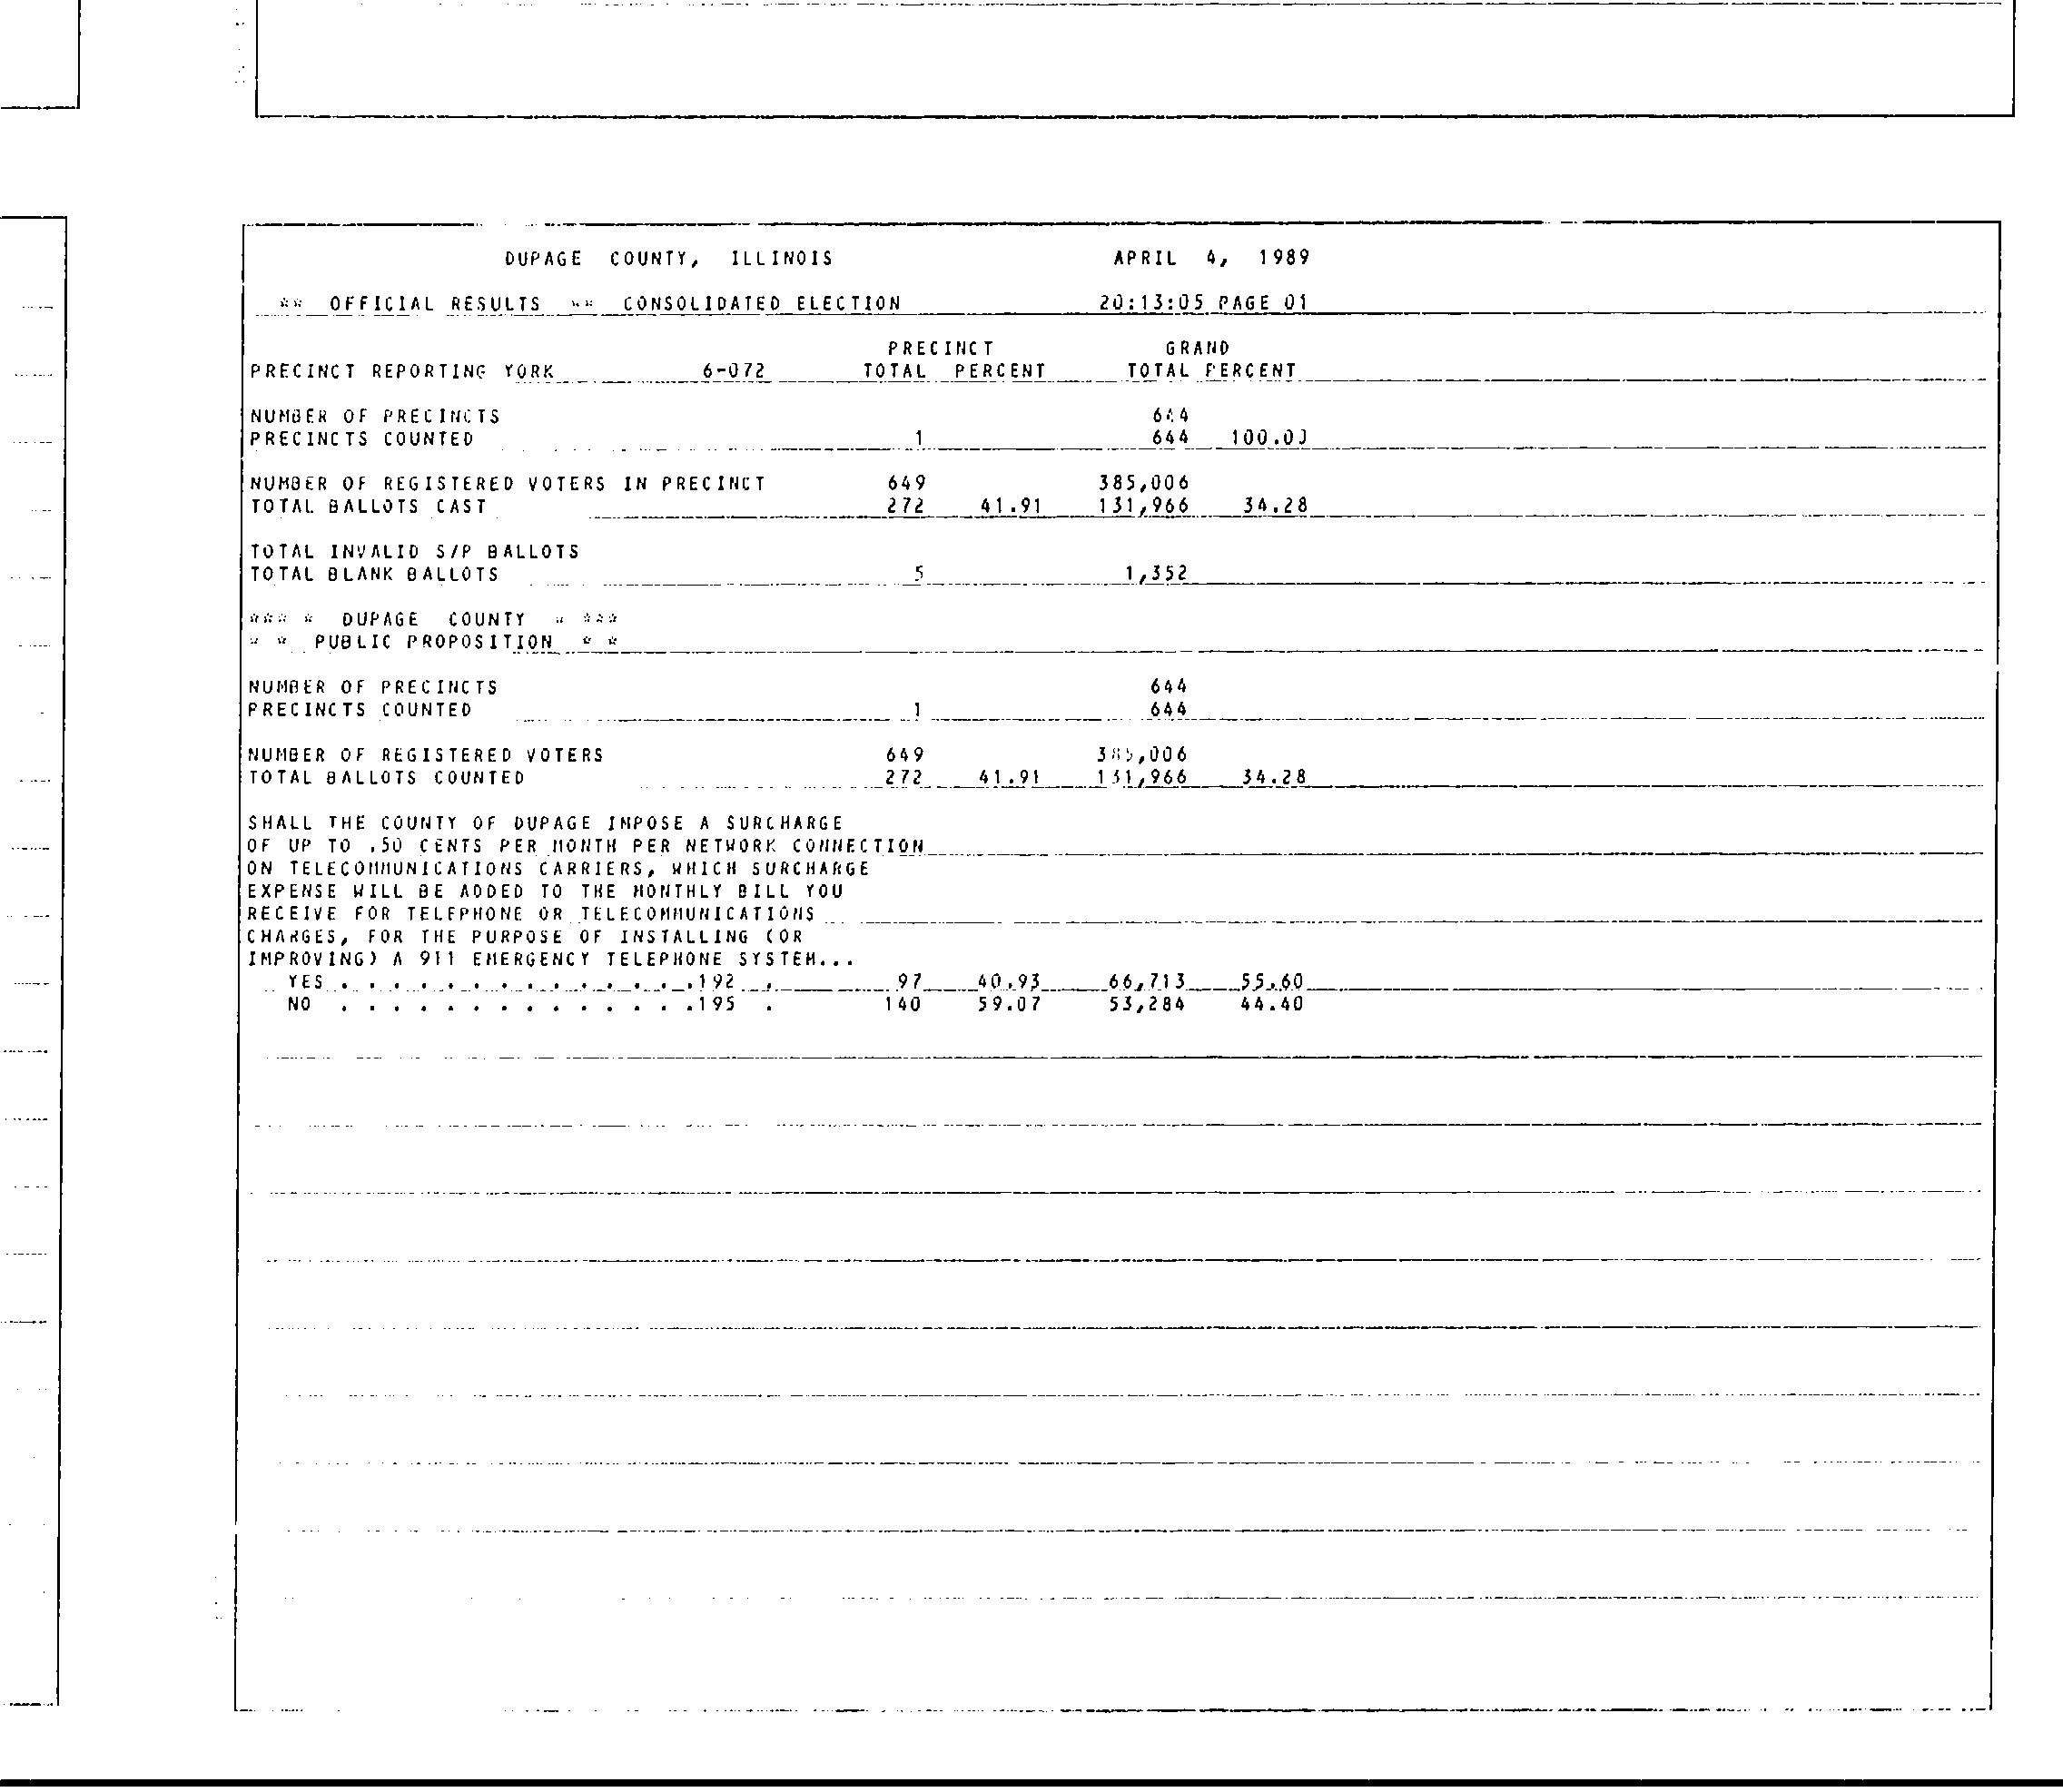 DUPAGE COUNTY, ILLINOIS APRIL 4, 1989
** OFFICIAL RESULTS ** CONSOLIDATED ELECTION 20:13:05 PAGE 01
PRECINCT GRAND
PRECINCT REPORTING YORK 6-072 TOTAL PERCENT TOTAL PERCENT
NUMBER OF PRECINCTS 644
PRECINCTS COUNTED 1 644 100.00
NUMBER OF REGISTERED VOTERS IN PRECINCT 649 385,006
TOTAL BALLOTS CAST 272 41.91 131,966 34.28
TOTAL INVALID S/P BALLOTS
TOTAL BLANK BALLOTS 5 1,352
*** * DUPAGE COUNTY * ***
* * PUBLIC PROPOSITION * *
NUMBER OF PRECINCTS 644
PRECINCTS COUNTED 1 644
NUMBER OF REGISTERED VOTERS 649 385,006
TOTAL BALLOTS COUNTED 272 41.91 131,966 34.28
SHALL THE COUNTY OF DUPAGE IMPOSE A SURCHARGE
OF UP TO .50 CENTS PER MONTH PER NETWORK CONNECTION
ON TELECOMMUNICATIONS CARRIERS, WHICH SURCHARGE
EXPENSE WILL BE ADDED TO THE MONTHLY BILL YOU
RECEIVE FOR TELEPHONE OR TELECOMMUNICATIONS
CHARGES, FOR THE PURPOSE OF INSTALLING (OR
IMPROVING) A 911 EMERGENCY TELEPHONE SYSTEM...
YES . . . . . . . . . . . . . .192 . 97 40.93 66,713 55.60
NO . . . . . . . . . . . . . .195 . 140 59.07 53,284 44.40